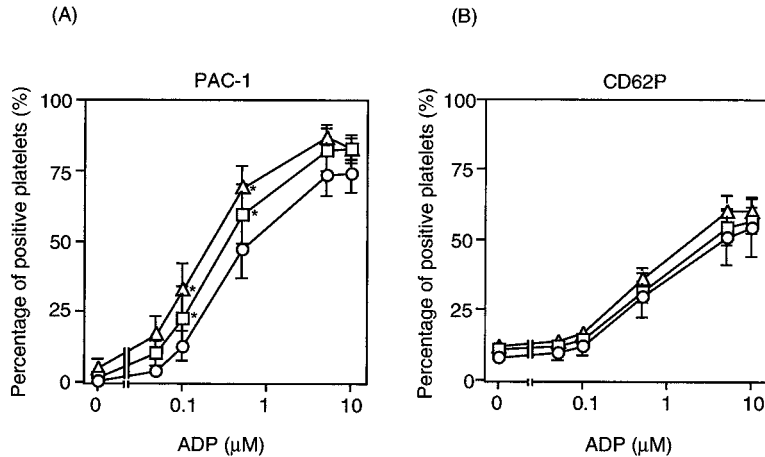 (A)
(B)
PAC-1
CD62P
Percentage of positive platelets (%)
100
75
50
25
0
*
*
*
*
0
0.1
1
10
ADP (μM)
Percentage of positive platelets (%)
100
75
50
25
0
0
0.1
1
10
ADP (μM)